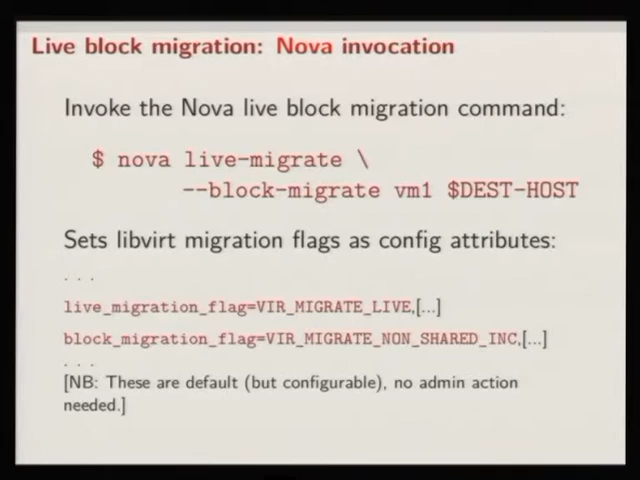 Live block migration: Nova invocation
Invoke the Nova live block migration command:
$ nova live-migrate \
--block-migrate vm1 $DEST-HOST
Sets libvirt migration flags as config attributes:
. . .
live_migration_flag=VIR_MIGRATE_LIVE,[...]
block_migration_flag=VIR_MIGRATE_NON_SHARED_INC,[...]
. . .
[NB: These are default (but configurable), no admin action
needed.]